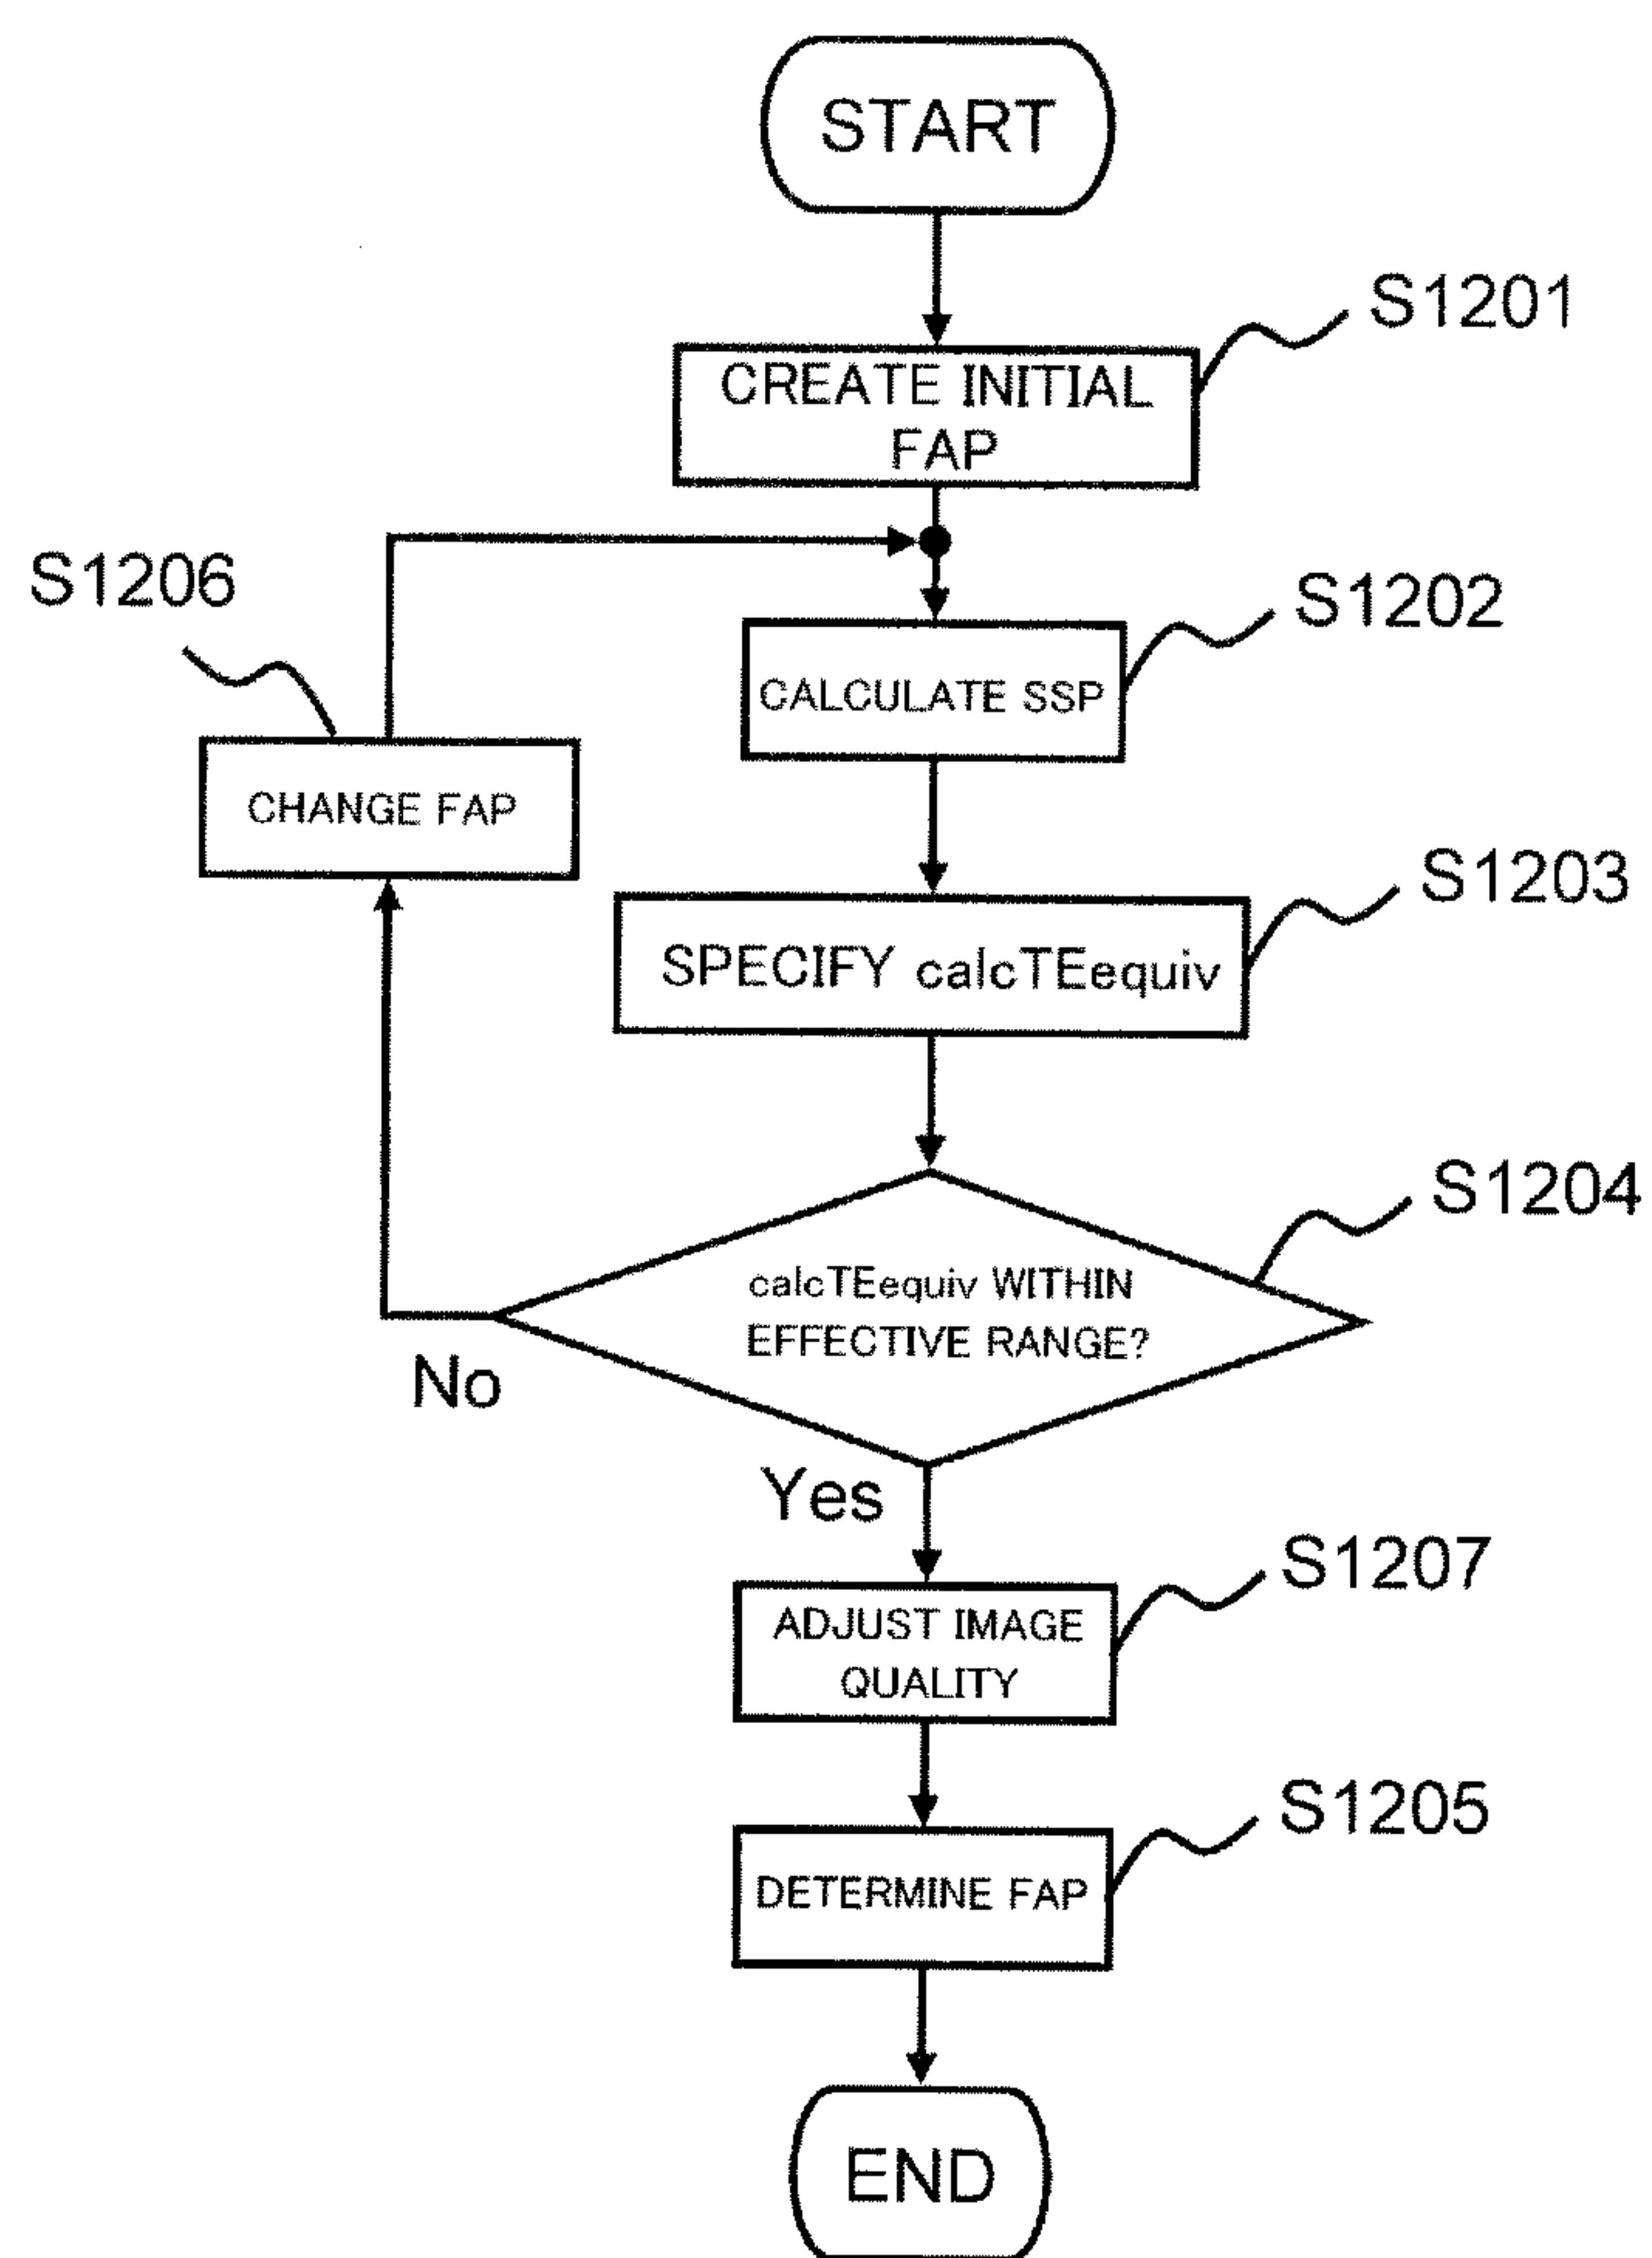 START
S1201
CREATE INITIAL
FAP
S1206
S1202
CALCULATE SSP
CHANGE FAP
S1203
SPECIFY calcTEequiv
S1204
calcTEequiv WITHIN
EFFECTIVE RANGE?
No
Yes
S1207
ADJUST IMAGE
QUALITY
S1205
DETERMINE FAP
END